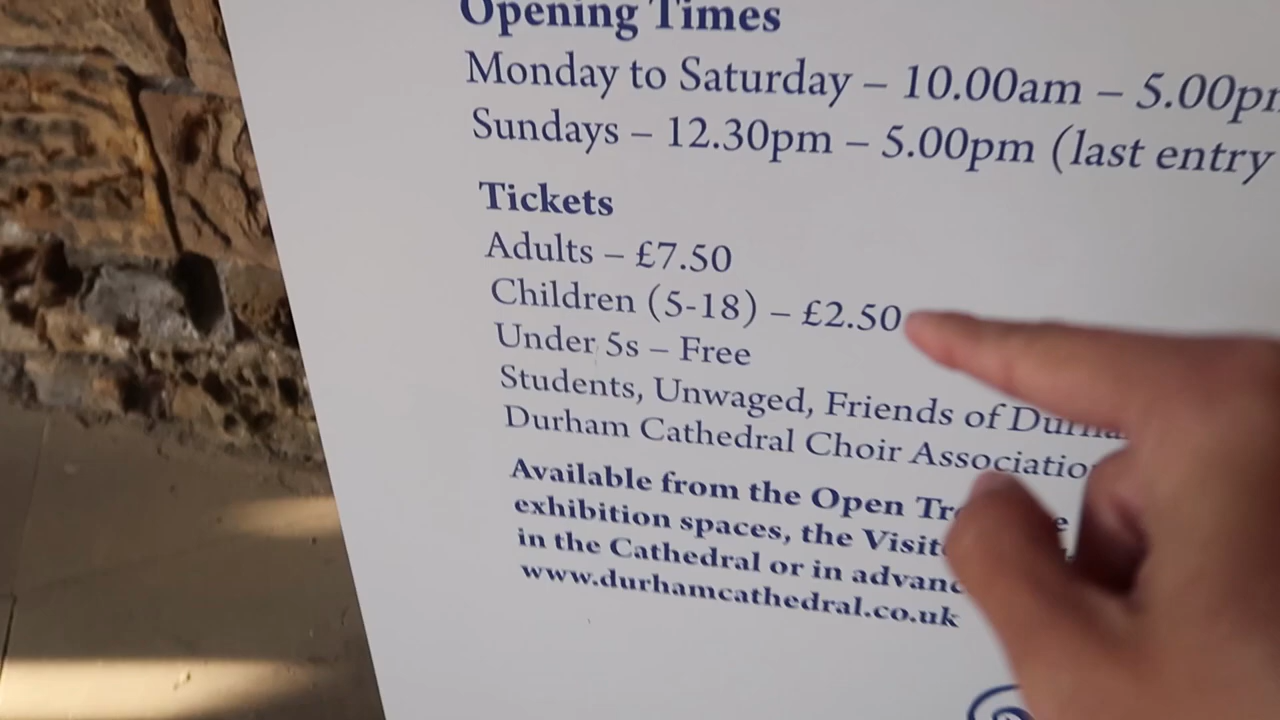 Opening Times
Monday to Saturday – 10.00am – 5.00pm
Sundays – 12.30pm – 5.00pm (last entry
Tickets
Adults – £7.50
Children (5-18) – £2.50
Under 5s – Free
Students, Unwaged, Friends of
Durham Cathedral Choir
Available from the Open
exhibition spaces, the
in the Cathedral or in
www.durhamcathedral.co.uk